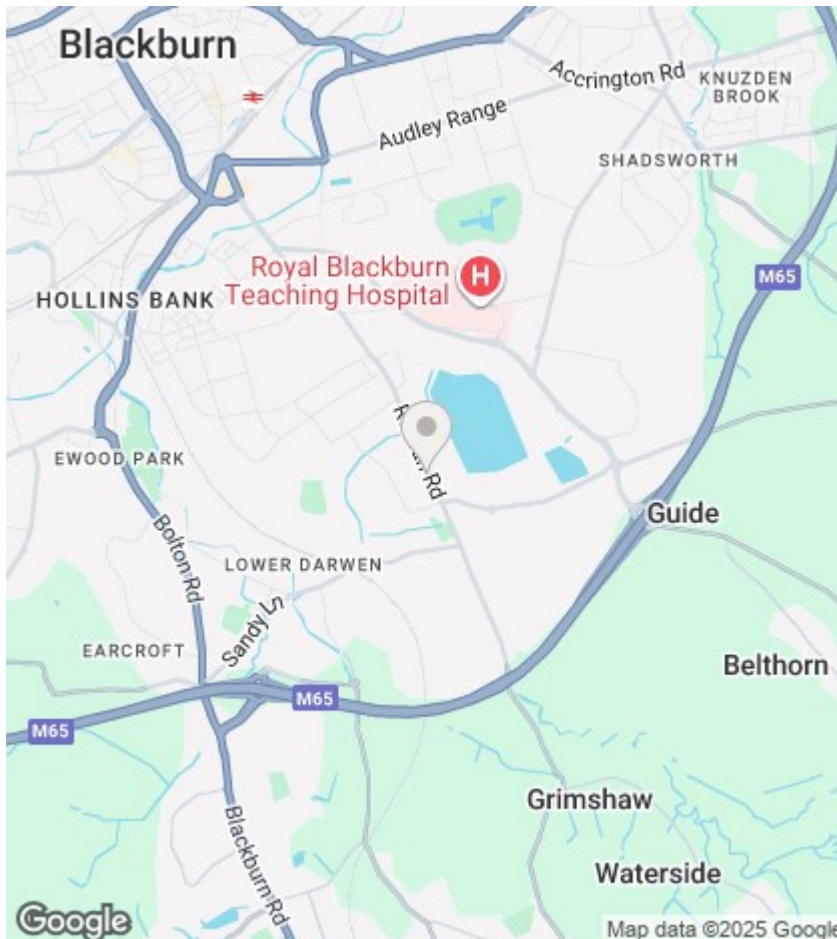 Blackburn
Accrington Rd
KNUZDEN
BROOK
Audley Range
SHADSWORTH
Royal Blackburn
Teaching Hospital
H
M65
HOLLINS BANK
EWOOD PARK
Rd
Guide
Bolton Rd
LOWER DARWEN
Sandy Ln
EARCROFT
Belthorn
M65
M65
Grimshaw
Blackburn Rd
Waterside
Google
Map data ©2025 Google